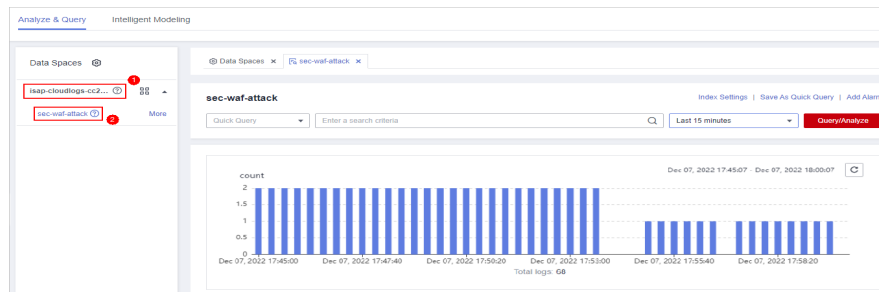 Analyze & Query Intelligent Modeling
Data Spaces
Data Spaces × sec-waf-attack ×
1
isap-cloudlogs-cc2... ?
sec-waf-attack ? 2 More
sec-waf-attack
Index Settings | Save As Quick Query | Add Alarm
Quick Query Enter a search criteria Last 15 minutes Query/Analyze
Dec 07, 2022 17:45:07 - Dec 07, 2022 18:00:07
count
2
1.5
1
0.5
0
Dec 07, 2022 17:45:00 Dec 07, 2022 17:47:40 Dec 07, 2022 17:50:20 Dec 07, 2022 17:53:00 Dec 07, 2022 17:55:40 Dec 07, 2022 17:58:20
Total logs: 68